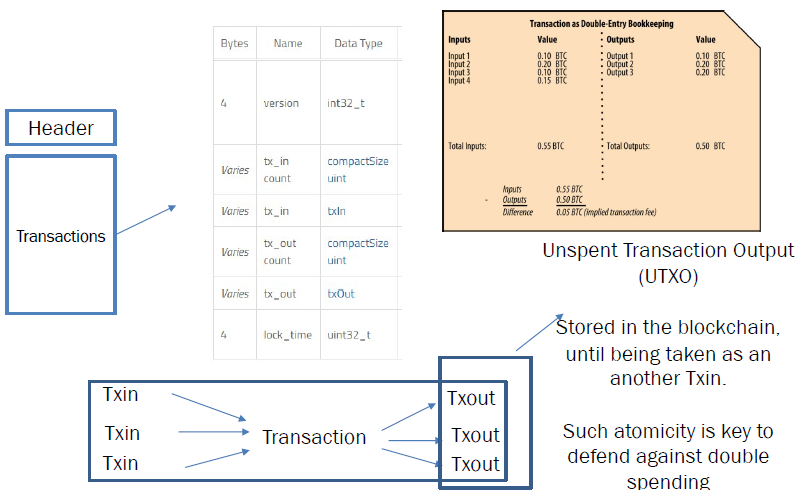 Header
Transactions
Bytes Name Data Type
4 version int32_t
Varies tx_in count compactSize uint
Varies tx_in txIn
Varies tx_out count compactSize uint
Varies tx_out txOut
4 lock_time uint32_t
Transaction as Double-Entry Bookkeeping
Inputs Value Outputs Value
Input 1 0.10 BTC Output 1 0.10 BTC
Input 2 0.20 BTC Output 2 0.20 BTC
Input 3 0.10 BTC Output 3 0.20 BTC
Input 4 0.15 BTC
Total Inputs: 0.55 BTC Total Outputs: 0.50 BTC
Inputs 0.55 BTC
- Outputs 0.50 BTC
Difference 0.05 BTC (implied transaction fee)
Unspent Transaction Output
(UTXO)
Stored in the blockchain,
until being taken as an
another Txin.
Such atomicity is key to
defend against double
spending
Txin
Txin
Txin
Transaction
Txout
Txout
Txout